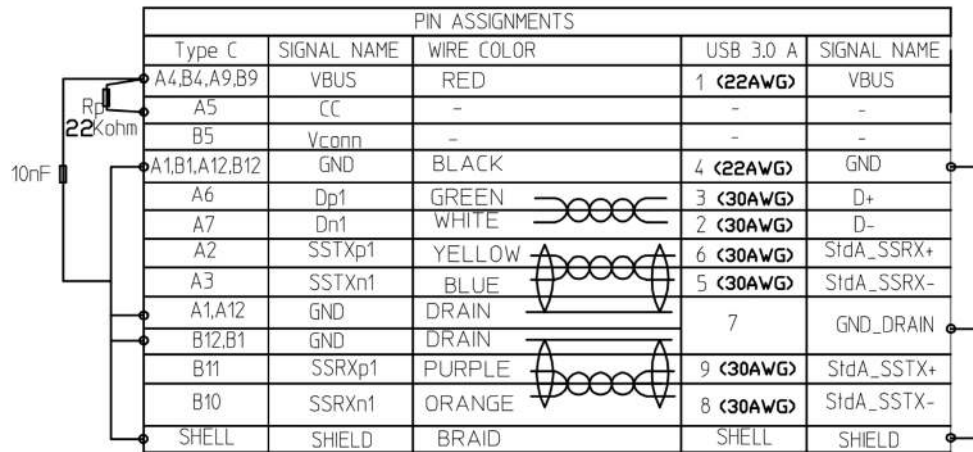 PIN ASSIGNMENTS
Type C SIGNAL NAME WIRE COLOR USB 3.0 A SIGNAL NAME
A4,B4,A9,B9 VBUS RED 1 (22AWG) VBUS
Rp
22Kohm
A5 CC - - -
B5 Vconn - - -
10nF
A1,B1,A12,B12 GND BLACK 4 (22AWG) GND
A6 Dp1 GREEN 3 (30AWG) D+
A7 Dn1 WHITE 2 (30AWG) D-
A2 SSTXp1 YELLOW 6 (30AWG) StdA_SSRX+
A3 SSTXn1 BLUE 5 (30AWG) StdA_SSRX-
A1,A12 GND DRAIN
7 GND_DRAIN
B12,B1 GND DRAIN
B11 SSRXp1 PURPLE 9 (30AWG) StdA_SSTX+
B10 SSRXn1 ORANGE 8 (30AWG) StdA_SSTX-
SHELL SHIELD BRAID SHELL SHIELD